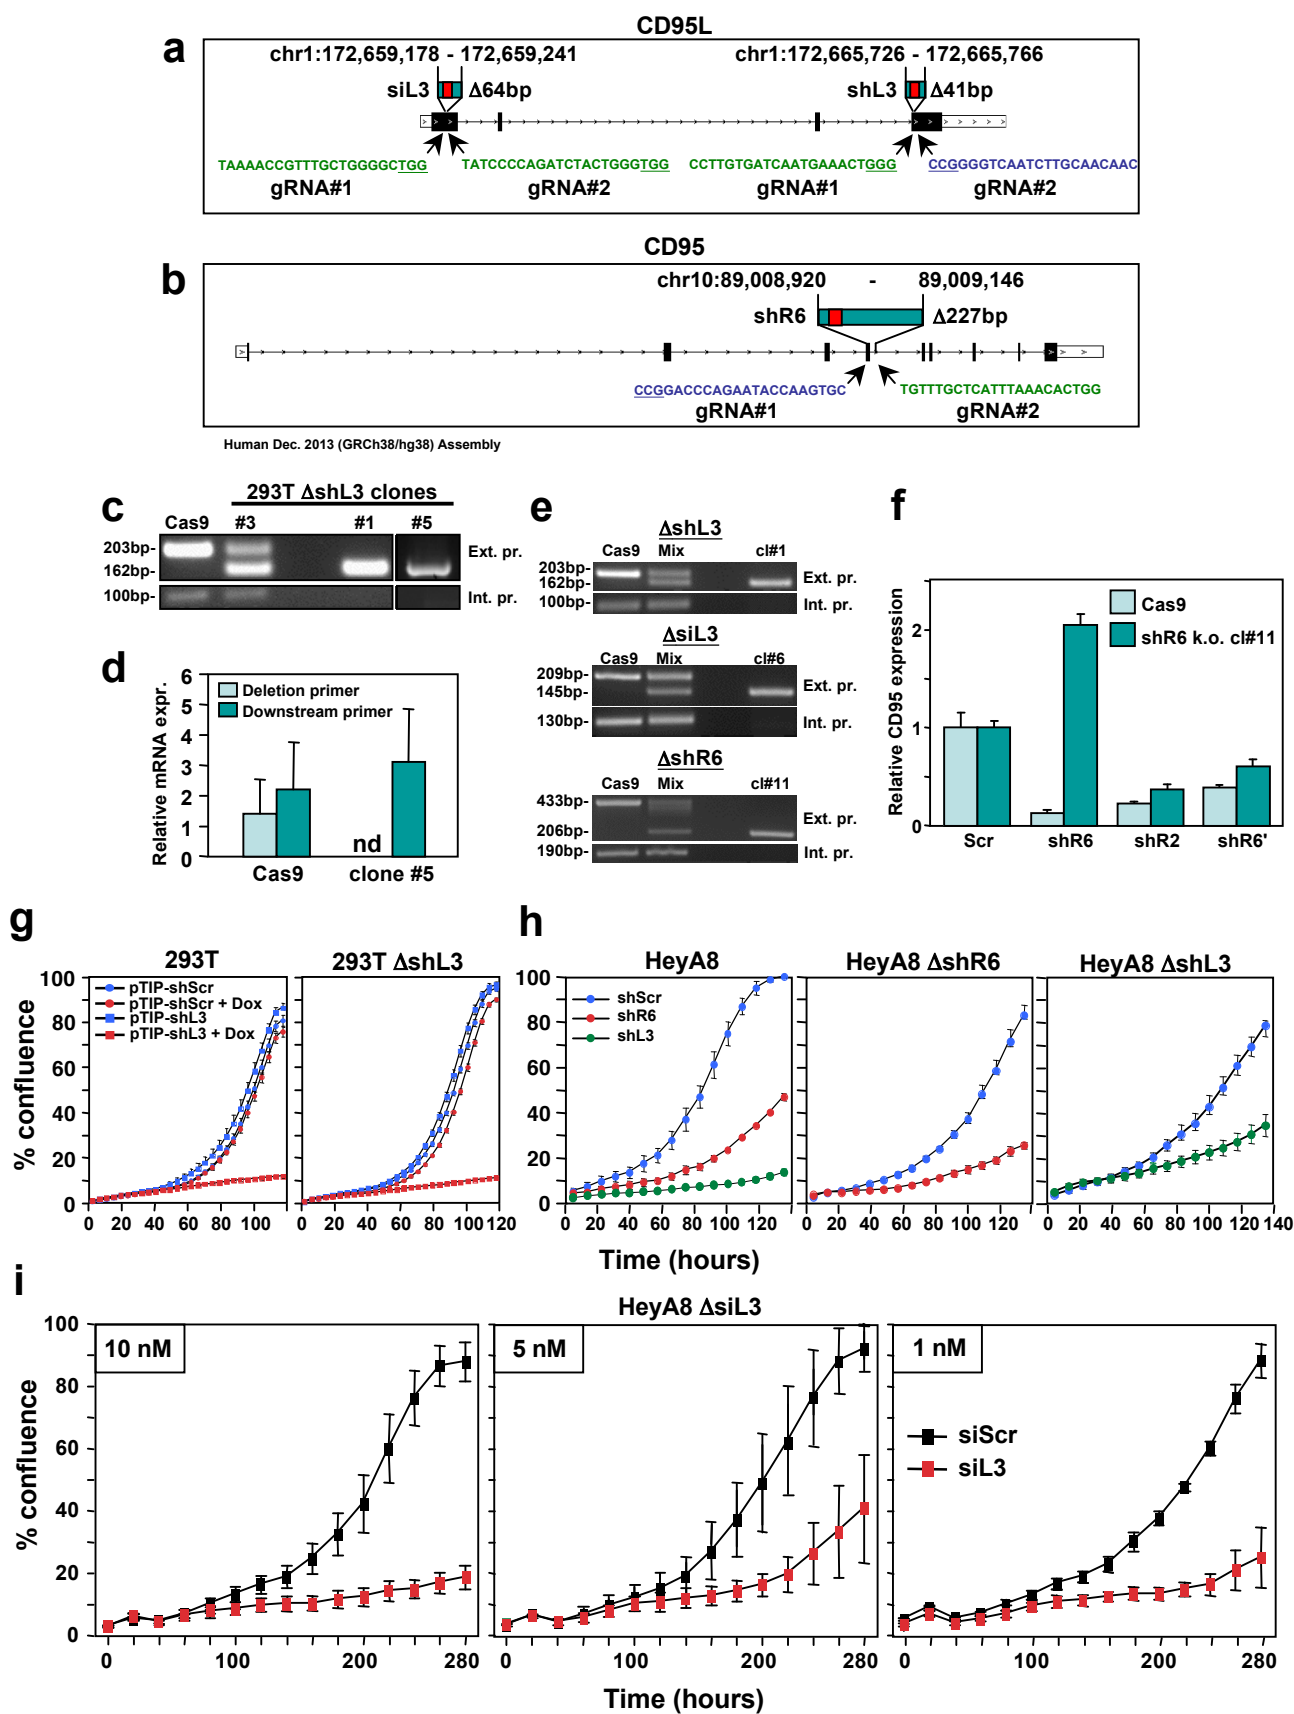 CD95L
a
chr1:172,659,178 - 172,659,241
chr1:172,665,726 - 172,665,766
siL3
Δ64bp
shL3
Δ41bp
TAAAACCGTTTGCTGGGGCTGG
TATCCCCAGATCTACTGGGTGG
CCTTGTGATCAATGAAACTGGG
CCGGGGTCAATCTTGCAACAAC
gRNA#1
gRNA#2
gRNA#1
gRNA#2
CD95
b
chr10:89,008,920 - 89,009,146
shR6
Δ227bp
CCGGACCCAGAATACCAAGTGC
TGTTTGCTCATTTAAACACTGG
gRNA#1
gRNA#2
Human Dec. 2013 (GRCh38/hg38) Assembly
c
293T ΔshL3 clones
Cas9 #3 #1 #5
203bp-
162bp-
100bp-
Ext. pr.
Int. pr.
d
Relative mRNA expr.
6
5
4
3
2
1
0
Deletion primer
Downstream primer
nd
Cas9 clone #5
e
ΔshL3
Cas9 Mix cl#1
203bp-
162bp-
100bp-
Ext. pr.
Int. pr.
ΔsiL3
Cas9 Mix cl#6
209bp-
145bp-
130bp-
Ext. pr.
Int. pr.
ΔshR6
Cas9 Mix cl#11
433bp-
206bp-
190bp-
Ext. pr.
Int. pr.
f
Relative CD95 expression
2
1
0
Cas9
shR6 k.o. cl#11
Scr shR6 shR2 shR6'
g
293T
293T ΔshL3
% confluence
100
80
60
40
20
0
pTIP-shScr
pTIP-shScr + Dox
pTIP-shL3
pTIP-shL3 + Dox
0 20 40 60 80 100
0 20 40 60 80 100 120
h
HeyA8
HeyA8 ΔshR6
HeyA8 ΔshL3
100
80
60
40
20
0
shScr
shR6
shL3
0 20 40 60 80 100 120
0 20 40 60 80 100 120
0 20 40 60 80 100 120 140
Time (hours)
i
HeyA8 ΔsiL3
% confluence
100
80
60
40
20
0
10 nM
5 nM
1 nM
siScr
siL3
0 100 200 280
0 100 200 280
0 100 200 280
Time (hours)